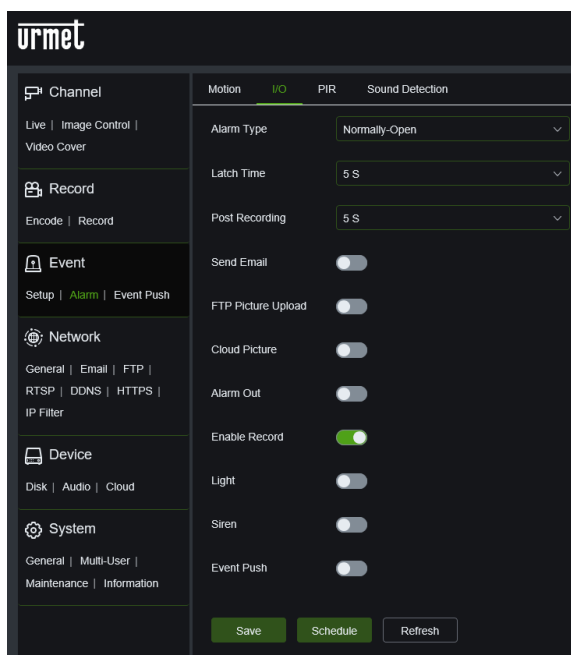 urmet
Channel
Live | Image Control |
Video Cover
Record
Encode | Record
Event
Setup | Alarm | Event Push
Network
General | Email | FTP |
RTSP | DDNS | HTTPS |
IP Filter
Device
Disk | Audio | Cloud
System
General | Multi-User |
Maintenance | Information
Motion I/O PIR Sound Detection
Alarm Type Normally-Open
Latch Time 5 S
Post Recording 5 S
Send Email
FTP Picture Upload
Cloud Picture
Alarm Out
Enable Record
Light
Siren
Event Push
Save Schedule Refresh